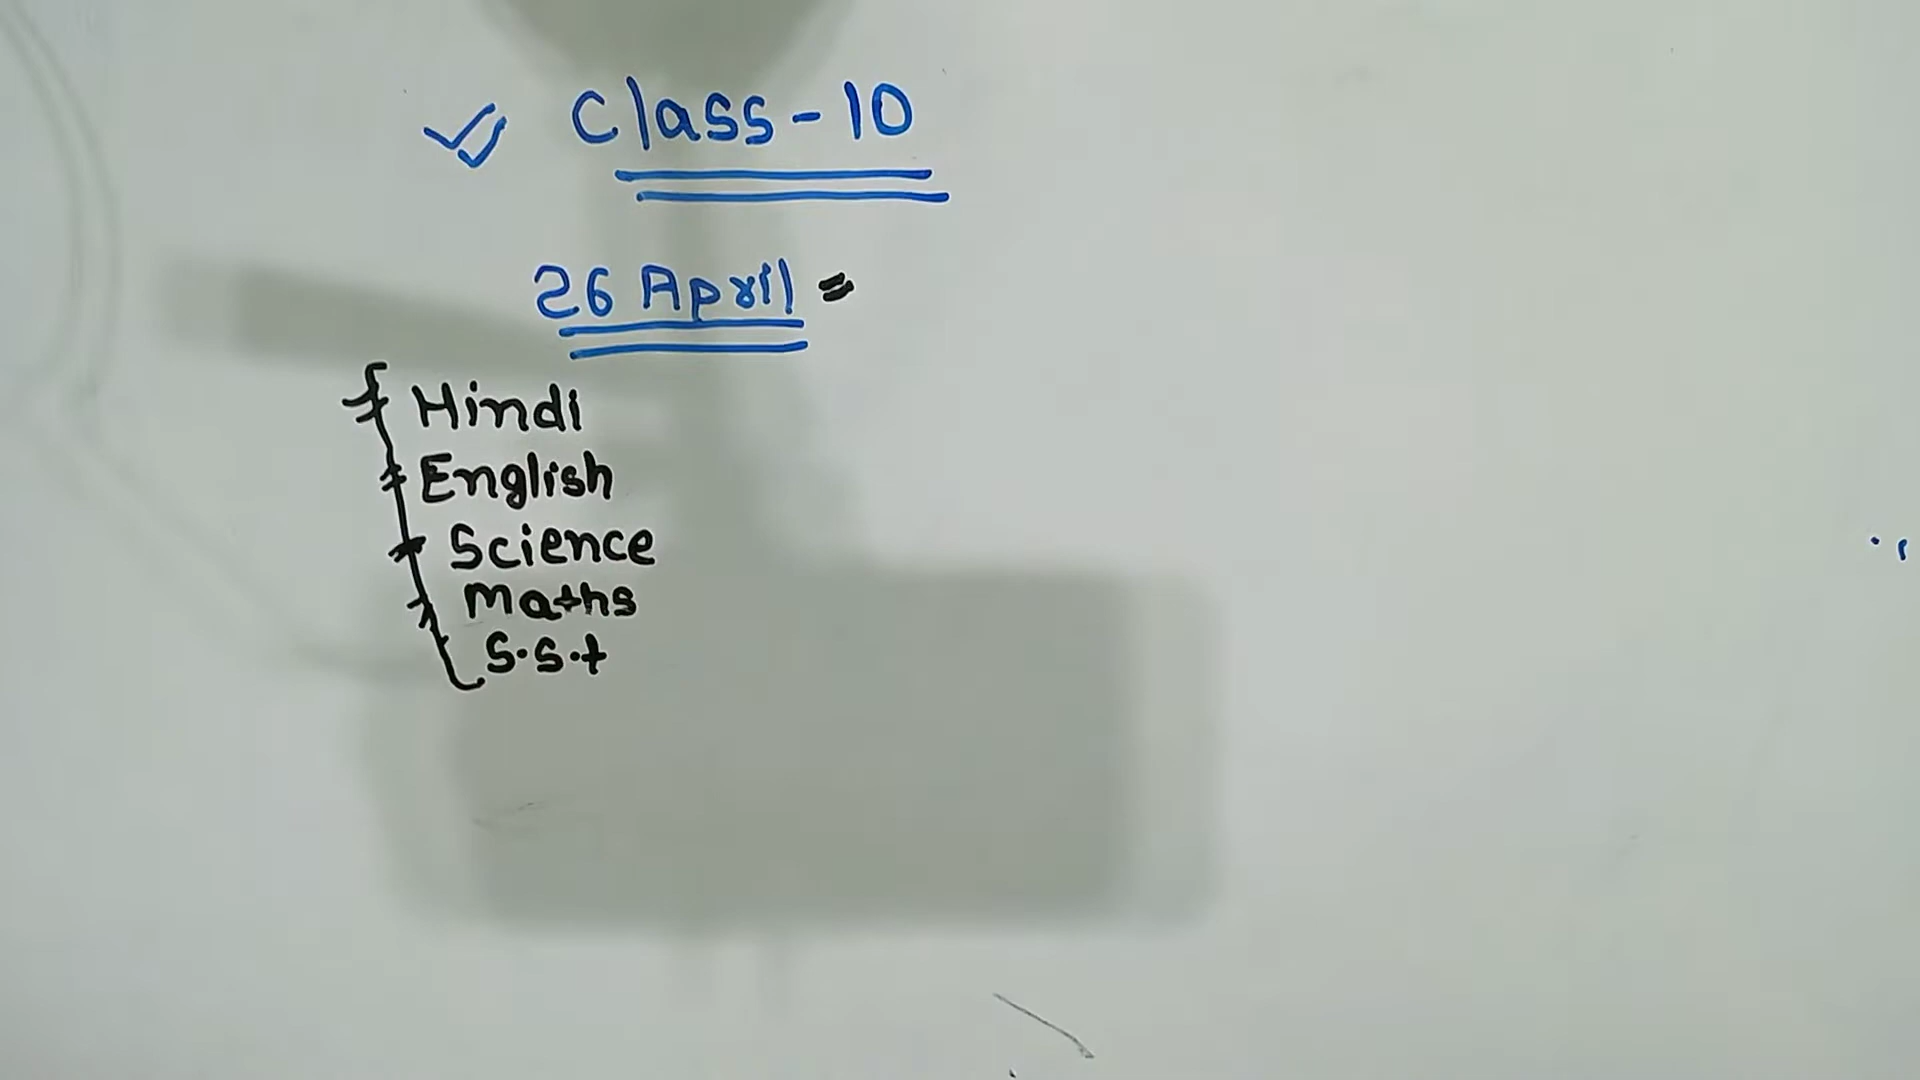 Class-10
26 April =
Hindi
English
Science
Maths
S.S.t